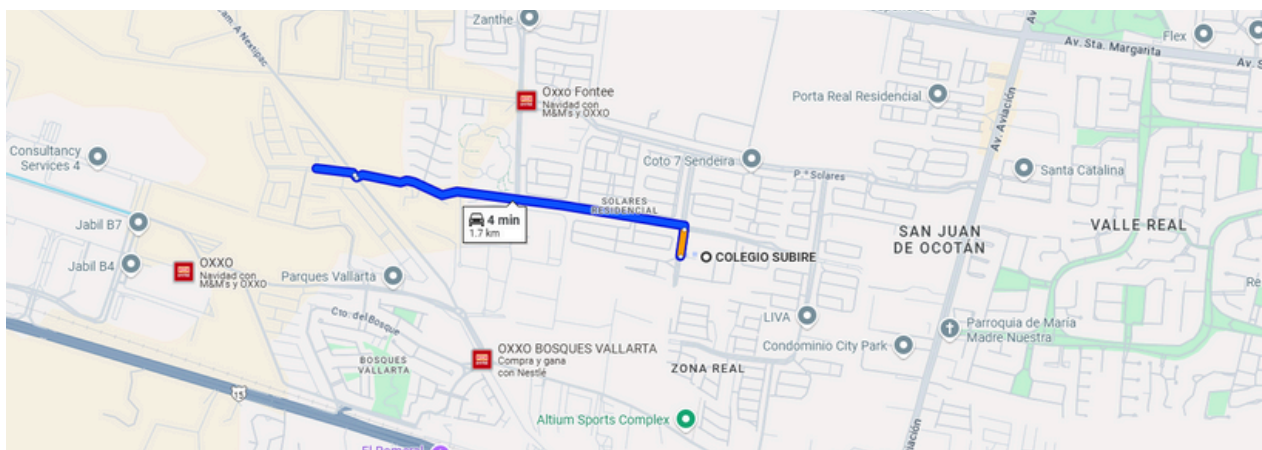 Zanthe
Flex
Av. Sta. Margarita
Av. S
Cam. A Nextipac
Oxxo Fontee
Navidad con
M&M's y OXXO
Porta Real Residencial
Av. Aviación
Consultancy
Services 4
Coto 7 Sendeira
P.º Solares
Santa Catalina
SOLARES
RESIDENCIAL
4 min
1.7 km
Jabil B7
SAN JUAN
DE OCOTÁN
VALLE REAL
Jabil B4
OXXO
Navidad con
M&M's y OXXO
Parques Vallarta
COLEGIO SUBIRE
Ré
Cto. del Bosque
LIVA
Parroquia de María
Madre Nuestra
BOSQUES
VALLARTA
OXXO BOSQUES VALLARTA
Compra y gana
con Nestlé
Condominio City Park
ZONA REAL
15
Altium Sports Complex
Aviación